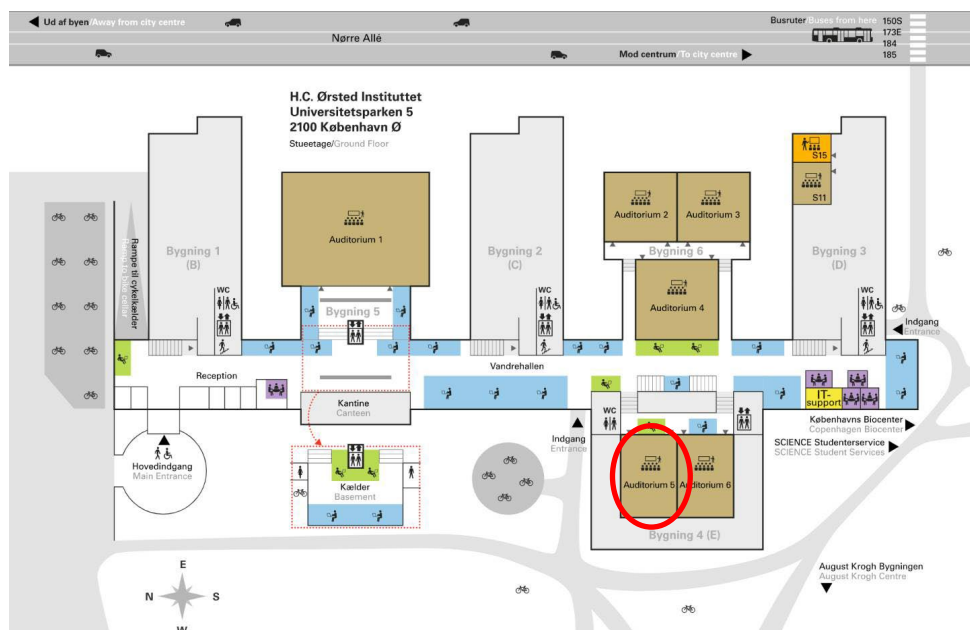 Ud af byen/Away from city centre
Nørre Allé
Mod centrum/To city centre
Busruter/Buses from here 150S
173E
184
185
H.C. Ørsted Instituttet
Universitetsparken 5
2100 København Ø
Stueetage/Ground Floor
S15
S11
Auditorium 1
Auditorium 2
Auditorium 3
Bygning 1
(B)
Bygning 2
(C)
Bygning 6
Bygning 3
(D)
Rampe til cykelkælder
WC
Bygning 5
WC
Auditorium 4
WC
Indgang
Entrance
Reception
Vandrehallen
Kantine
Canteen
IT-
support
WC
Københavns Biocenter
Copenhagen Biocenter
Indgang
Entrance
SCIENCE Studenterservice
SCIENCE Student Services
Hovedindgang
Main Entrance
Kælder
Basement
Auditorium 5
Auditorium 6
Bygning 4 (E)
August Krogh Bygningen
August Krogh Centre
E
N
S
W